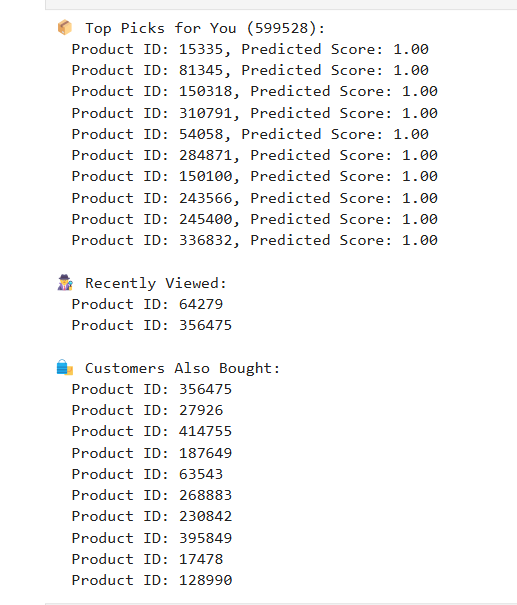 📦 Top Picks for You (599528):
Product ID: 15335, Predicted Score: 1.00
Product ID: 81345, Predicted Score: 1.00
Product ID: 150318, Predicted Score: 1.00
Product ID: 310791, Predicted Score: 1.00
Product ID: 54058, Predicted Score: 1.00
Product ID: 284871, Predicted Score: 1.00
Product ID: 150100, Predicted Score: 1.00
Product ID: 243566, Predicted Score: 1.00
Product ID: 245400, Predicted Score: 1.00
Product ID: 336832, Predicted Score: 1.00
🕵️ Recently Viewed:
Product ID: 64279
Product ID: 356475
🛍️ Customers Also Bought:
Product ID: 356475
Product ID: 27926
Product ID: 414755
Product ID: 187649
Product ID: 63543
Product ID: 268883
Product ID: 230842
Product ID: 395849
Product ID: 17478
Product ID: 128990